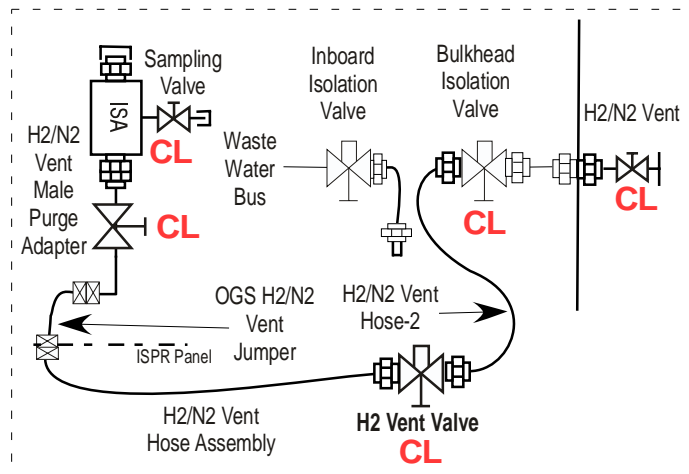 Sampling
Valve
ISA
CL
H2/N2
Vent
Male
Purge
Adapter
CL
Inboard
Isolation
Valve
Waste
Water
Bus
Bulkhead
Isolation
Valve
CL
H2/N2 Vent
CL
OGS H2/N2
Vent
Jumper
ISPR Panel
H2/N2 Vent
Hose-2
H2/N2 Vent
Hose Assembly
H2 Vent Valve
CL